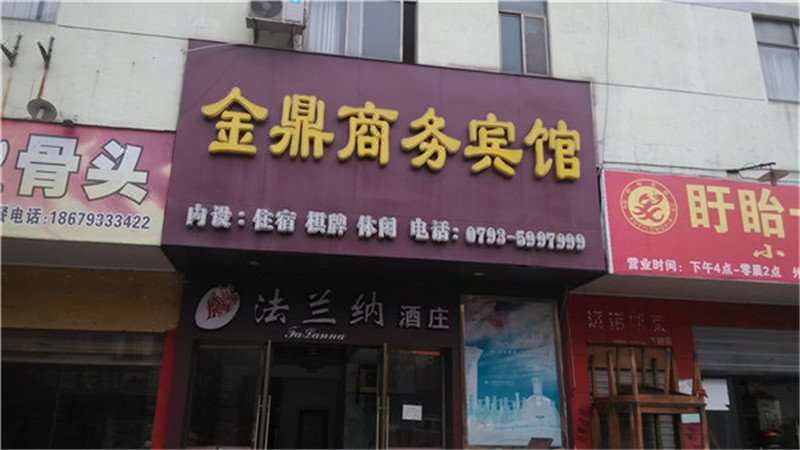 金鼎商务宾馆
内设：住宿 棋牌 休闲 电话：0793-5997999
骨头
电话:18679333422
法兰纳酒庄
FaLanna
盱眙
小
营业时间：下午4点-零晨2点